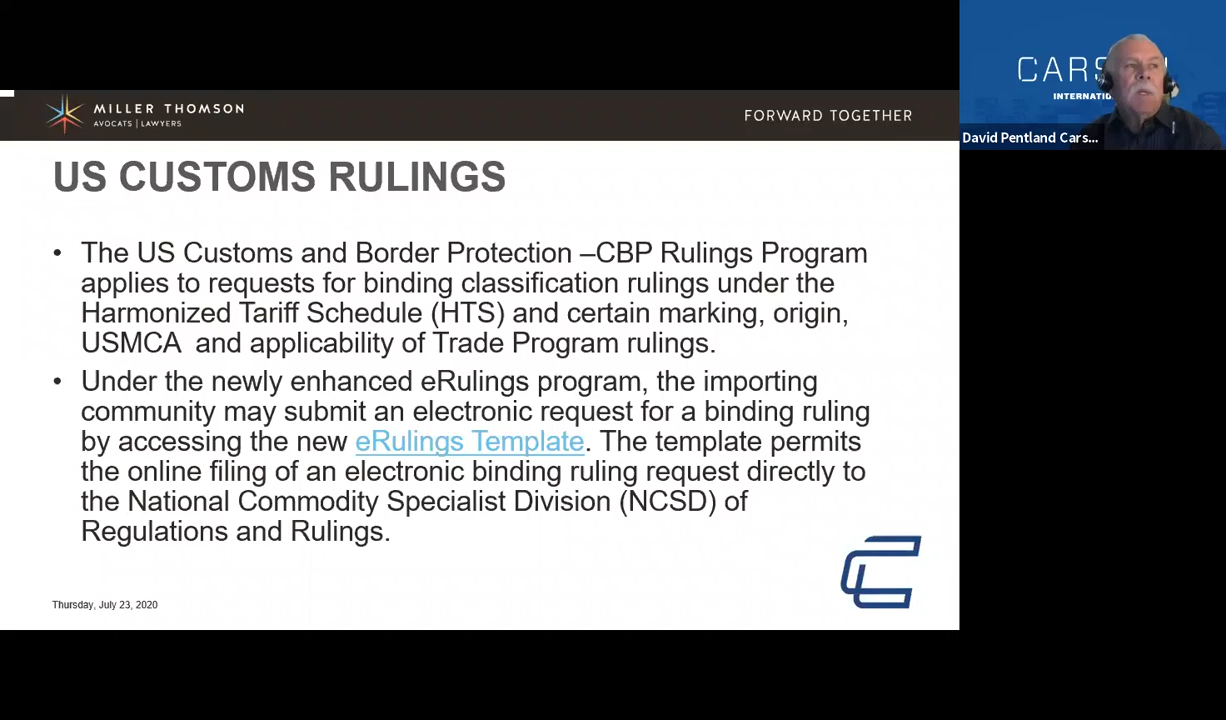 MILLER THOMSON
AVOCATS | LAWYERS
FORWARD TOGETHER
US CUSTOMS RULINGS
• The US Customs and Border Protection –CBP Rulings Program
applies to requests for binding classification rulings under the
Harmonized Tariff Schedule (HTS) and certain marking, origin,
USMCA and applicability of Trade Program rulings.
• Under the newly enhanced eRulings program, the importing
community may submit an electronic request for a binding ruling
by accessing the new eRulings Template. The template permits
the online filing of an electronic binding ruling request directly to
the National Commodity Specialist Division (NCSD) of
Regulations and Rulings.
Thursday, July 23, 2020
CARS
INTERNATIO
David Pentland Cars...